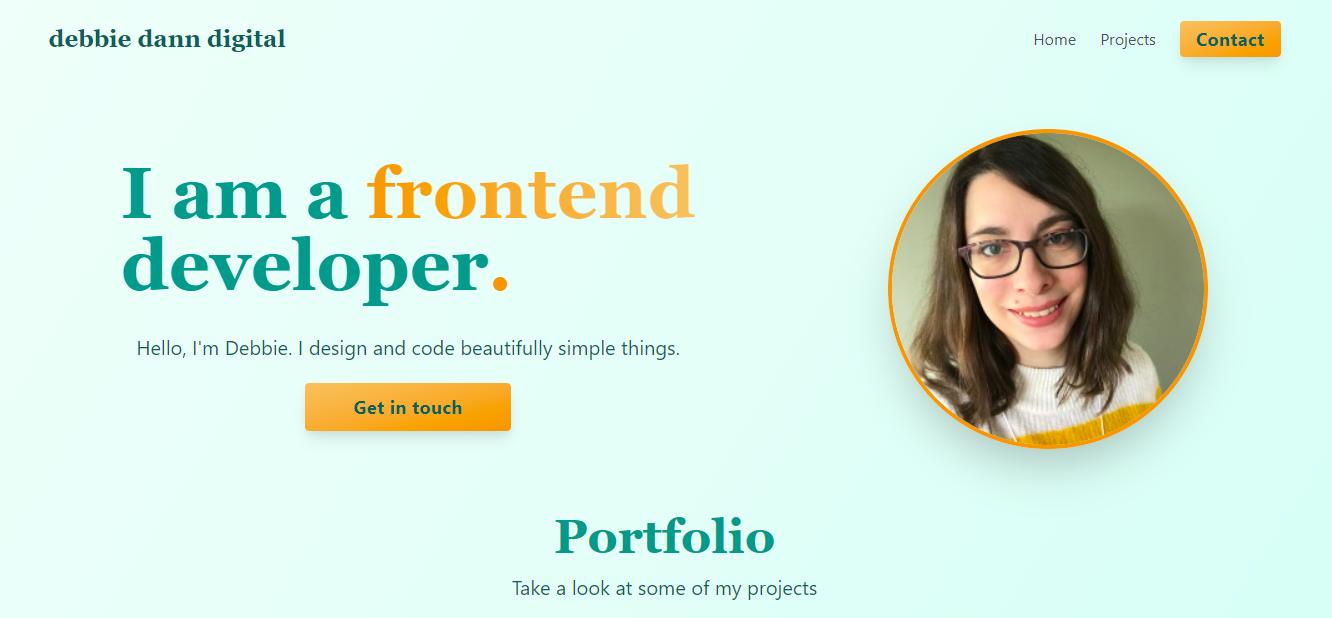 debbie dann digital
Home
Projects
Contact
I am a frontend
developer.
Hello, I'm Debbie. I design and code beautifully simple things.
Get in touch
Portfolio
Take a look at some of my projects